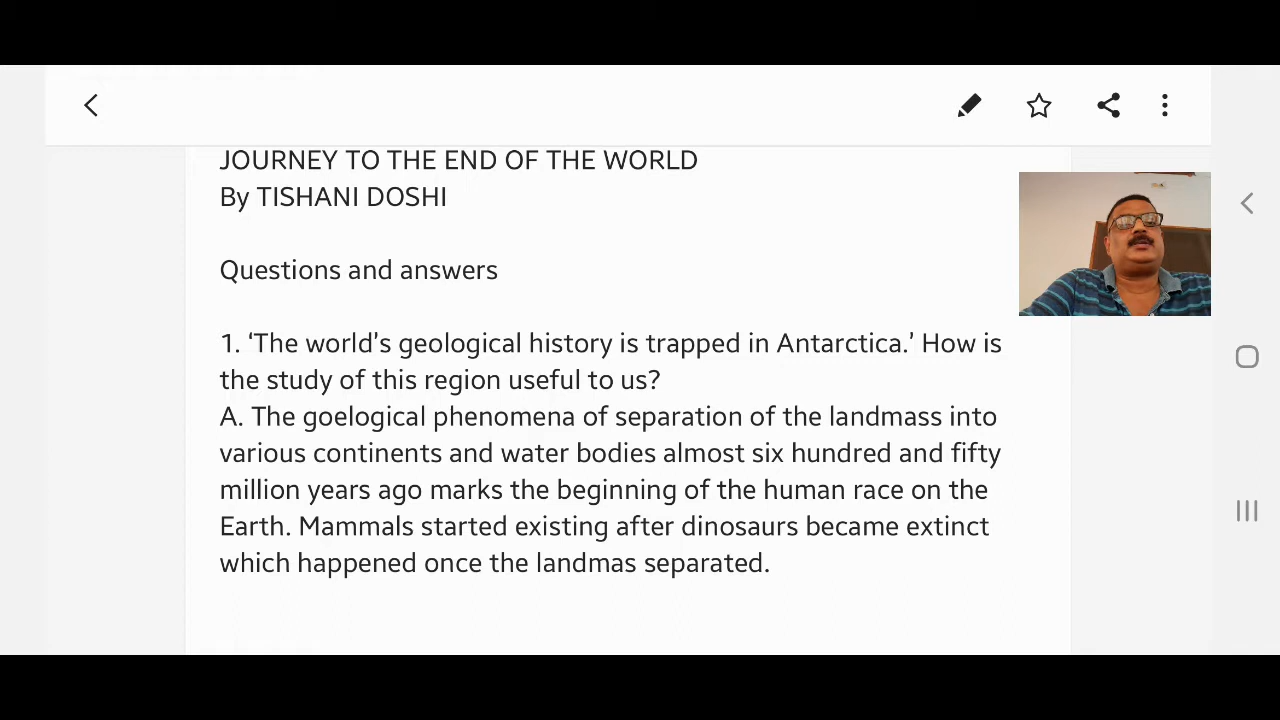 JOURNEY TO THE END OF THE WORLD
By TISHANI DOSHI
Questions and answers
1. ‘The world's geological history is trapped in Antarctica.’ How is
the study of this region useful to us?
A. The goelogical phenomena of separation of the landmass into
various continents and water bodies almost six hundred and fifty
million years ago marks the beginning of the human race on the
Earth. Mammals started existing after dinosaurs became extinct
which happened once the landmas separated.